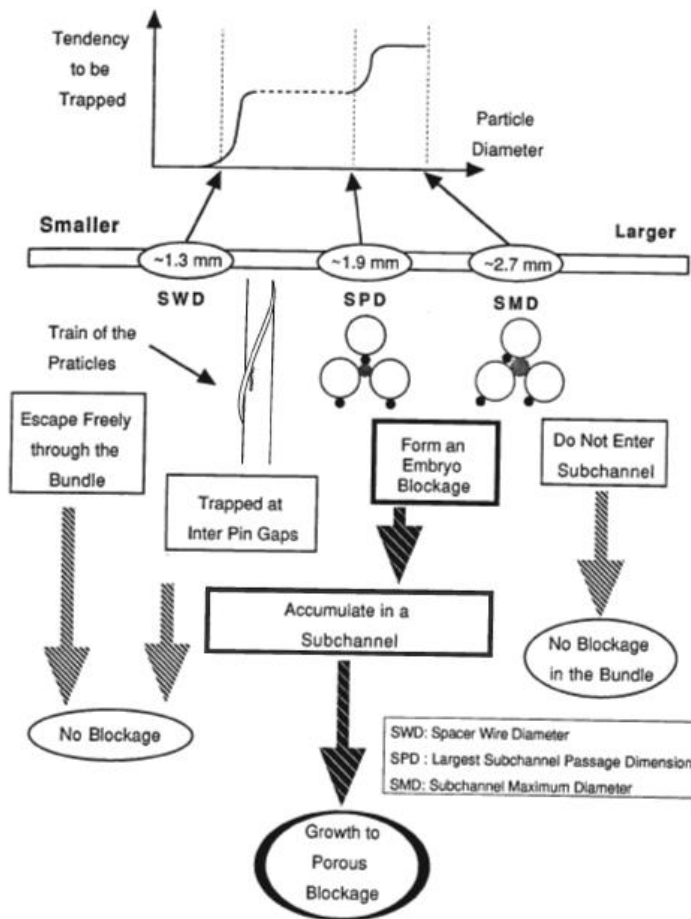 Tendency
to be
Trapped
Particle
Diameter
Smaller
Larger
~1.3 mm
~1.9 mm
~2.7 mm
SWD
SPD
SMD
Train of the
Praticles
Escape Freely
through the
Bundle
Trapped at
Inter Pin Gaps
Form an
Embryo
Blockage
Do Not Enter
Subchannel
Accumulate in a
Subchannel
No Blockage
in the Bundle
No Blockage
SWD: Spacer Wire Diameter
SPD : Largest Subchannel Passage Dimension
SMD: Subchannel Maximum Diameter
Growth to
Porous
Blockage